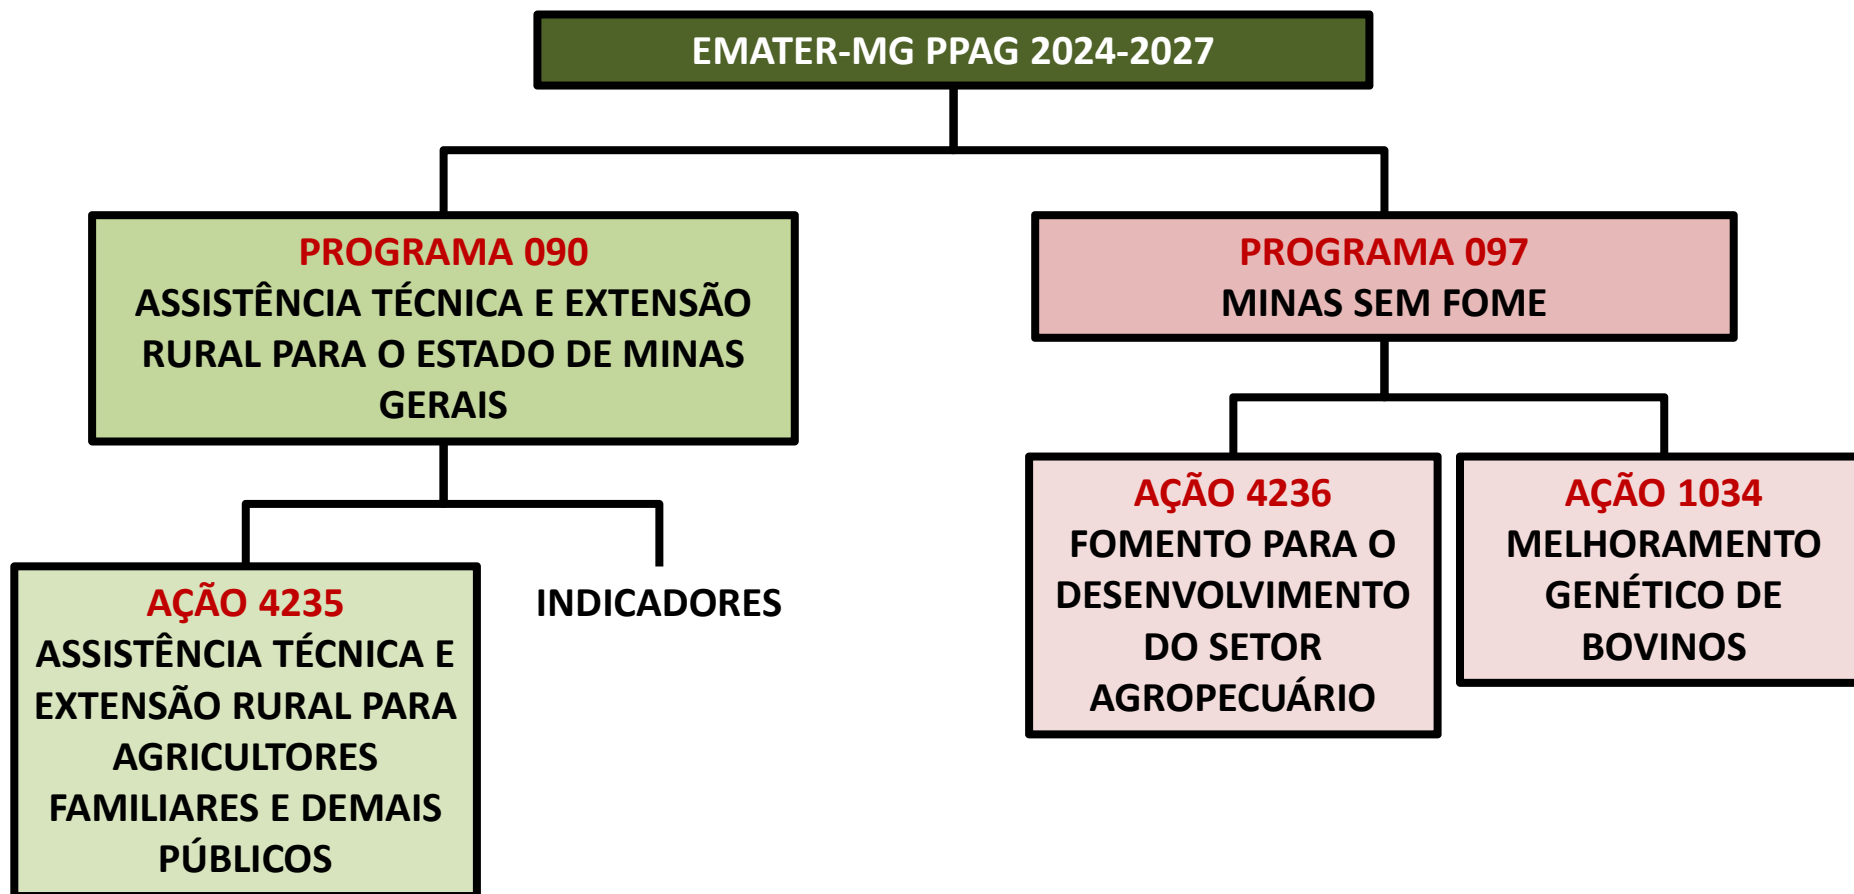 EMATER-MG PPAG 2024-2027
PROGRAMA 090
ASSISTÊNCIA TÉCNICA E EXTENSÃO
RURAL PARA O ESTADO DE MINAS
GERAIS
PROGRAMA 097
MINAS SEM FOME
AÇÃO 4235
ASSISTÊNCIA TÉCNICA E
EXTENSÃO RURAL PARA
AGRICULTORES
FAMILIARES E DEMAIS
PÚBLICOS
INDICADORES
AÇÃO 4236
FOMENTO PARA O
DESENVOLVIMENTO
DO SETOR
AGROPECUÁRIO
AÇÃO 1034
MELHORAMENTO
GENÉTICO DE
BOVINOS